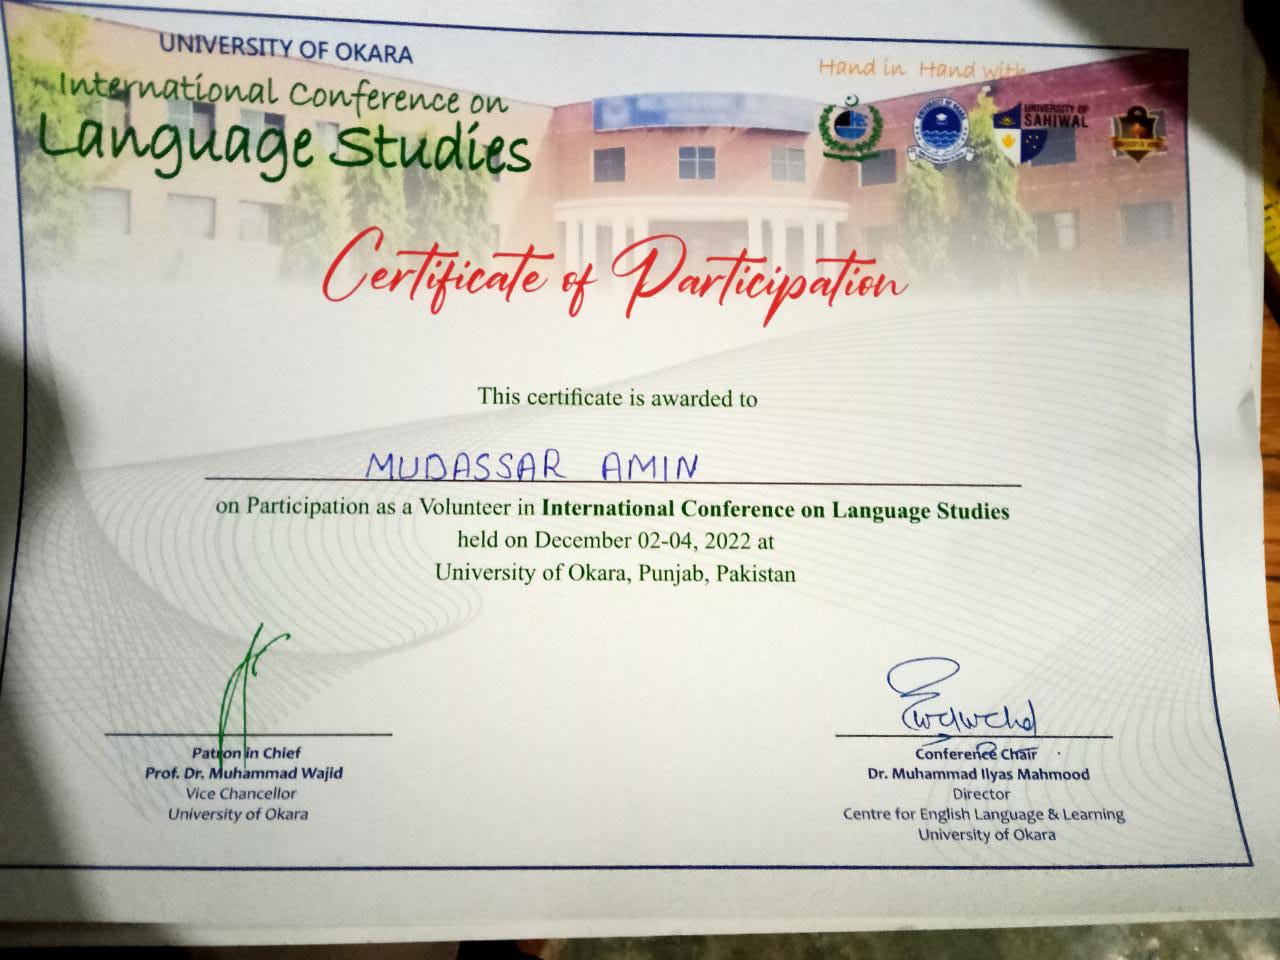 UNIVERSITY OF OKARA
International Conference on
Language Studies
Hand in Hand with
HEC
UNIVERSITY OF
SAHIWAL
Certificate of Participation
This certificate is awarded to
MUDASSAR AMIN
on Participation as a Volunteer in International Conference on Language Studies
held on December 02-04, 2022 at
University of Okara, Punjab, Pakistan
Patron in Chief
Prof. Dr. Muhammad Wajid
Vice Chancellor
University of Okara
Conference Chair
Dr. Muhammad Ilyas Mahmood
Director
Centre for English Language & Learning
University of Okara